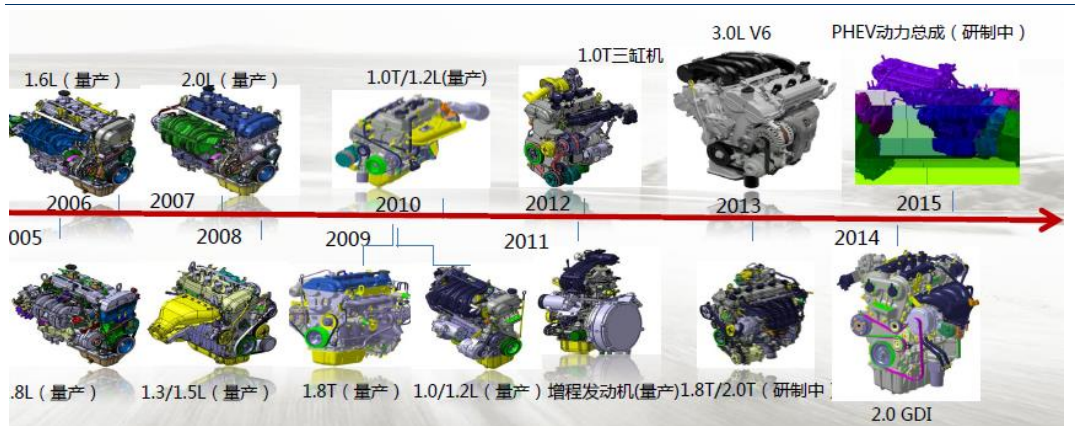 3.0L V6
PHEV动力总成（研制中）
1.0T三缸机
1.6L（量产）
2.0L（量产）
1.0T/1.2L(量产)
2006
2007
2010
2012
2013
2015
005
2008
2009
2011
2014
.8L（量产）
1.3/1.5L（量产）
1.8T（量产）
1.0/1.2L（量产）
增程发动机(量产)
1.8T/2.0T（研制中）
2.0 GDI